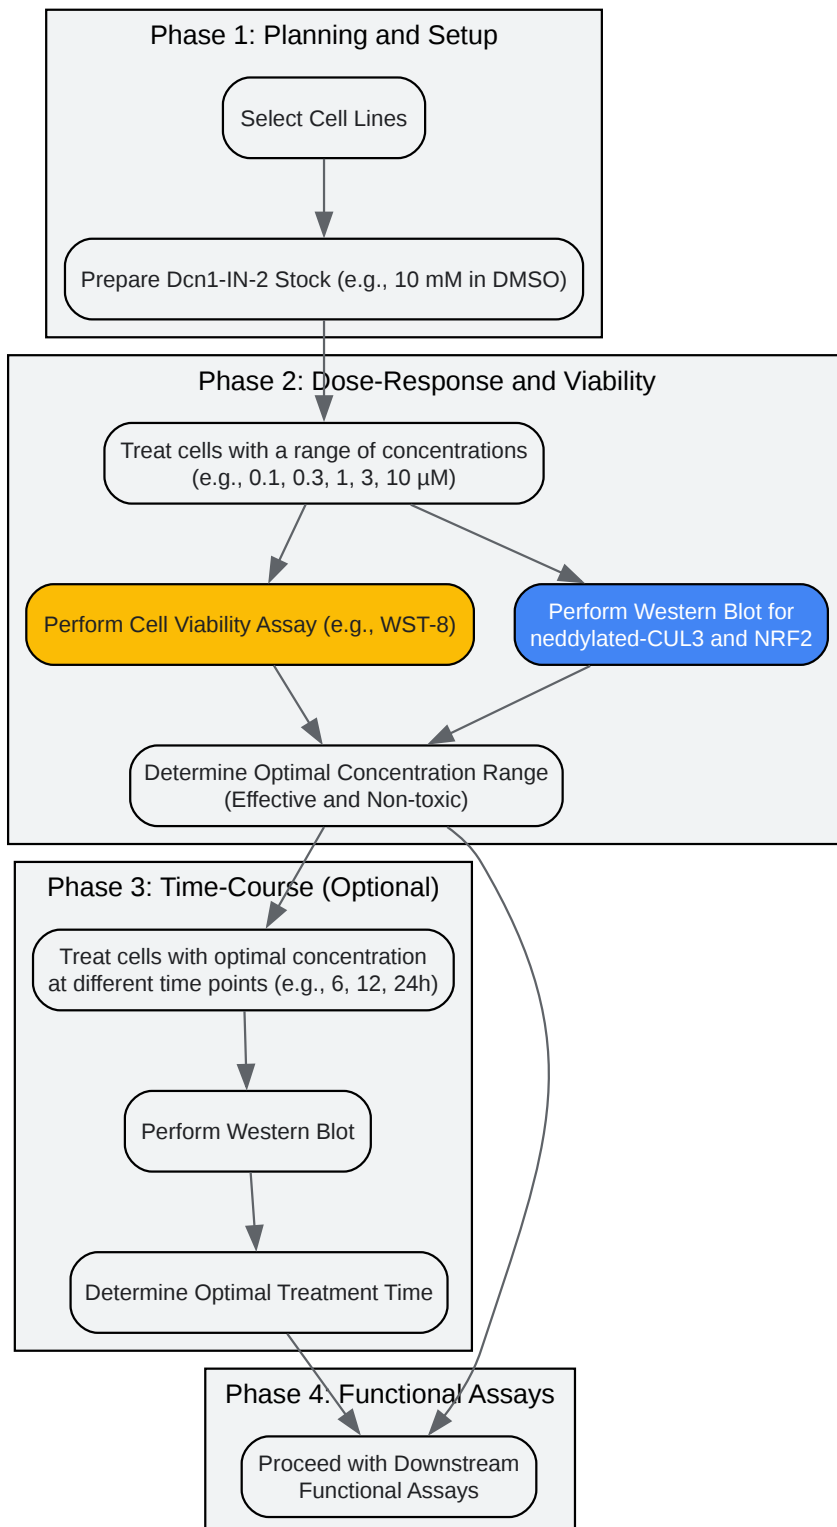 Phase 1: Planning and Setup
Select Cell Lines
Prepare Dcn1-IN-2 Stock (e.g., 10 mM in DMSO)
Phase 2: Dose-Response and Viability
Treat cells with a range of concentrations
(e.g., 0.1, 0.3, 1, 3, 10 µM)
Perform Cell Viability Assay (e.g., WST-8)
Perform Western Blot for
neddylated-CUL3 and NRF2
Determine Optimal Concentration Range
(Effective and Non-toxic)
Phase 3: Time-Course (Optional)
Treat cells with optimal concentration
at different time points (e.g., 6, 12, 24h)
Perform Western Blot
Determine Optimal Treatment Time
Phase 4: Functional Assays
Proceed with Downstream
Functional Assays